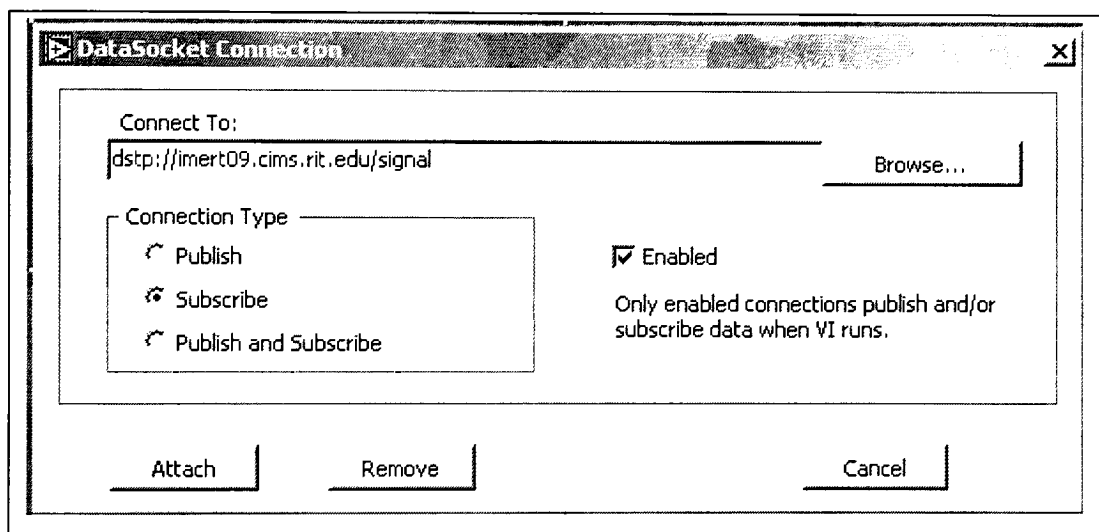 DataSocket Connection
Connect To:
dstp://imert09.cims.rit.edu/signal
Browse...
Connection Type
Publish
Subscribe
Publish and Subscribe
Enabled
Only enabled connections publish and/or
subscribe data when VI runs.
Attach
Remove
Cancel